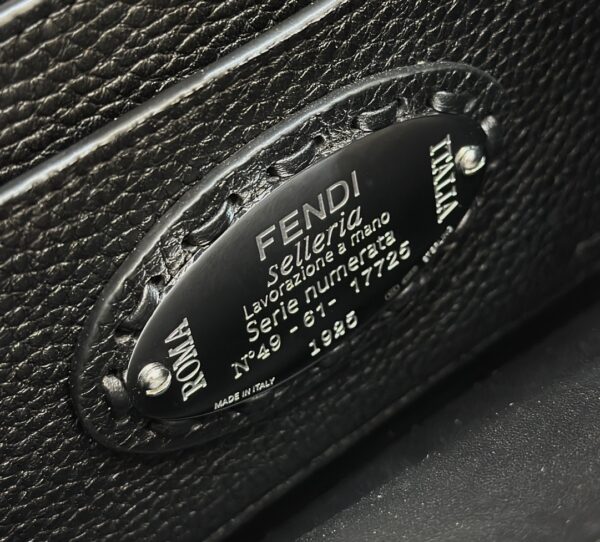 FENDI
selleria
Lavorazione a mano
Serie numerata
N°49 - 61- 17725
1925
ROMA
MADE IN ITALY